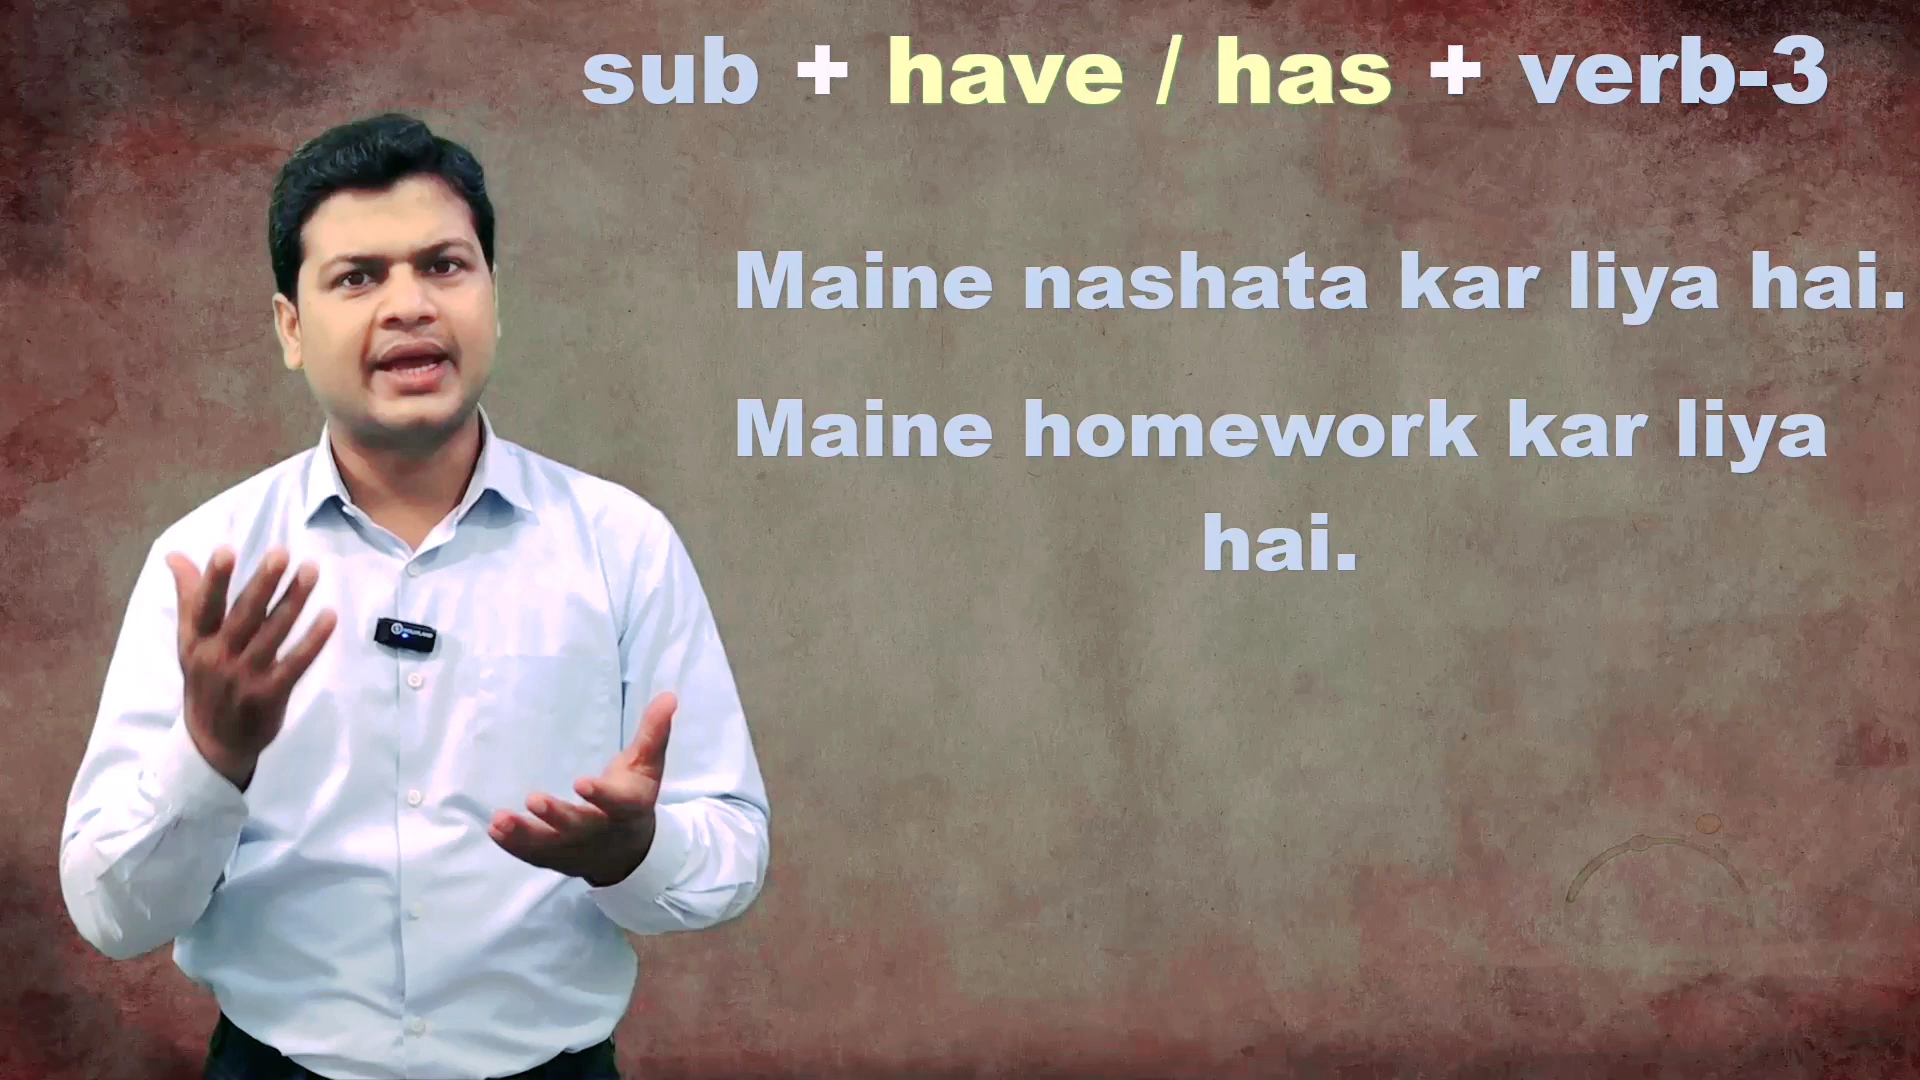 sub + have / has + verb-3
Maine nashata kar liya hai.
Maine homework kar liya
hai.